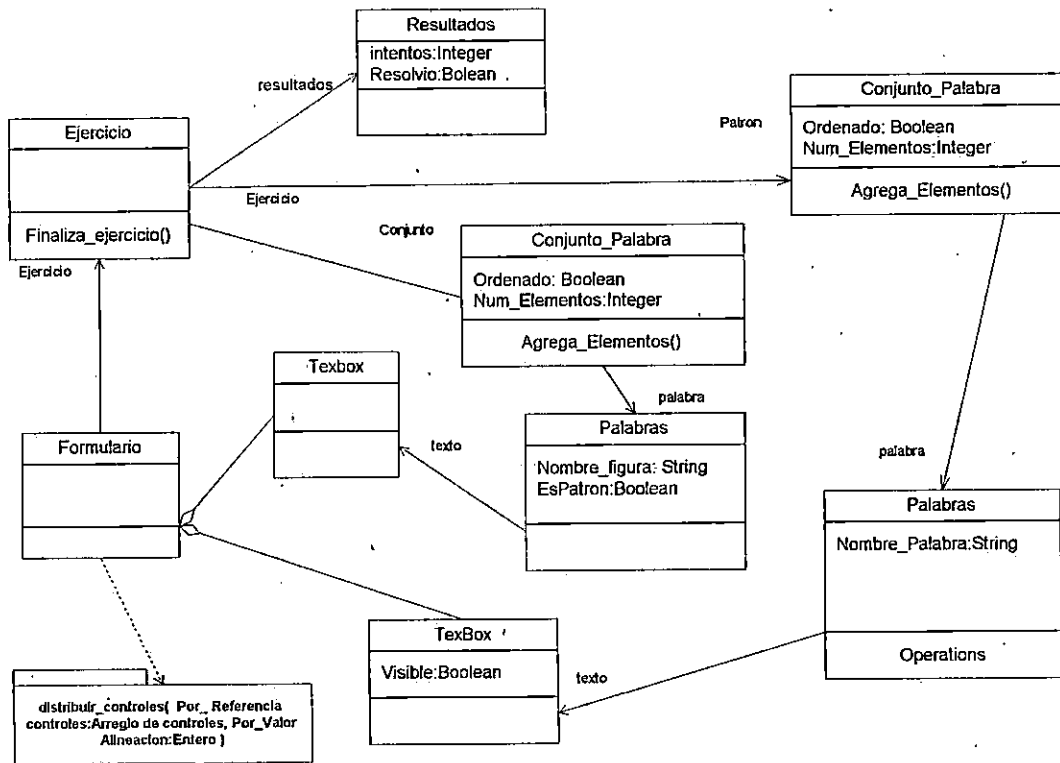 Resultados
intentos:Integer
Resolvio:Bolean
resultados
Conjunto_Palabra
Ordenado: Boolean
Num_Elementos:Integer
Agrega_Elementos()
Patron
Ejercicio
Finaliza_ejercicio()
Ejercicio
Ejercicio
Conjunto
Conjunto_Palabra
Ordenado: Boolean
Num_Elementos:Integer
Agrega_Elementos()
Texbox
palabra
Palabras
Nombre_figura: String
EsPatron:Boolean
texto
Formulario
palabra
Palabras
Nombre_Palabra:String
Operations
TexBox
Visible:Boolean
texto
distribuir_controles( Por_ Referencia
controles:Arreglo de controles, Por_Valor
Alineacion:Entero )